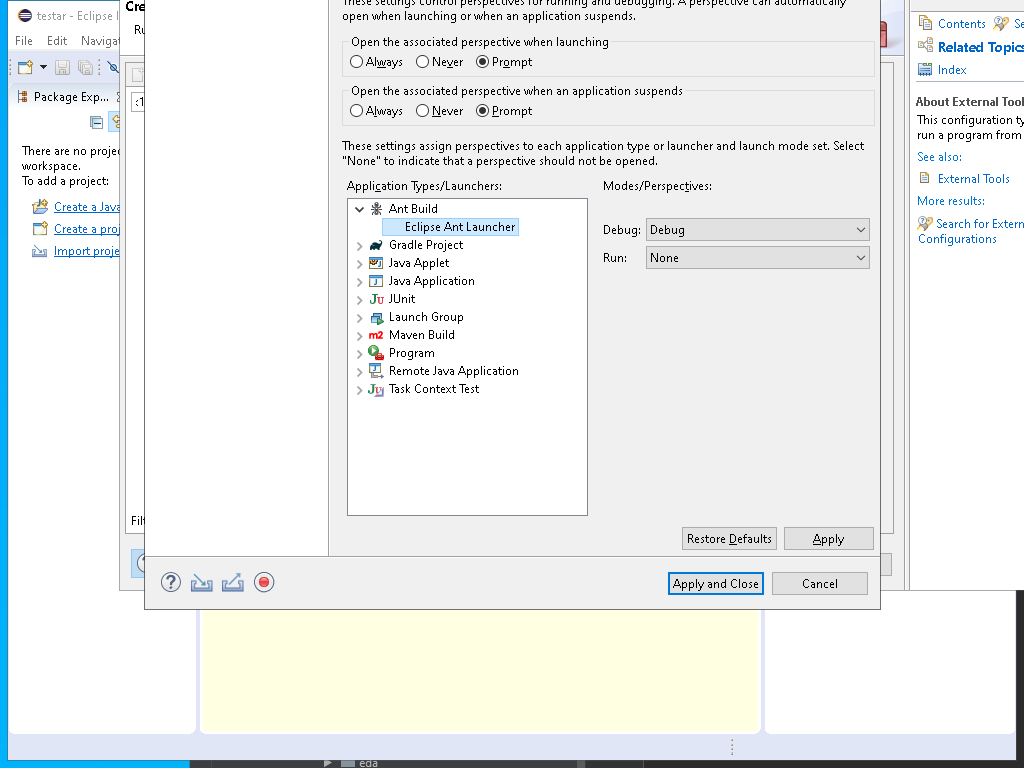 testar - Eclipse
File Edit Navigat
Package Exp...
There are no proje
workspace.
To add a project:
Create a Java
Create a proj
Import proje
Cre
Ru
:1
Filt
These settings control perspectives for running and debugging. A perspective can automatically
open when launching or when an application suspends.
Open the associated perspective when launching
Always Never Prompt
Open the associated perspective when an application suspends
Always Never Prompt
These settings assign perspectives to each application type or launcher and launch mode set. Select
"None" to indicate that a perspective should not be opened.
Application Types/Launchers:
Modes/Perspectives:
Ant Build
Eclipse Ant Launcher
Gradle Project
Java Applet
Java Application
Ju JUnit
Launch Group
m2 Maven Build
Program
Remote Java Application
Task Context Test
Debug: Debug
Run: None
Restore Defaults Apply
Apply and Close Cancel
Contents Se
Related Topics
Index
About External Tool
This configuration ty
run a program from
See also:
External Tools
More results:
Search for Extern
Configurations
eda